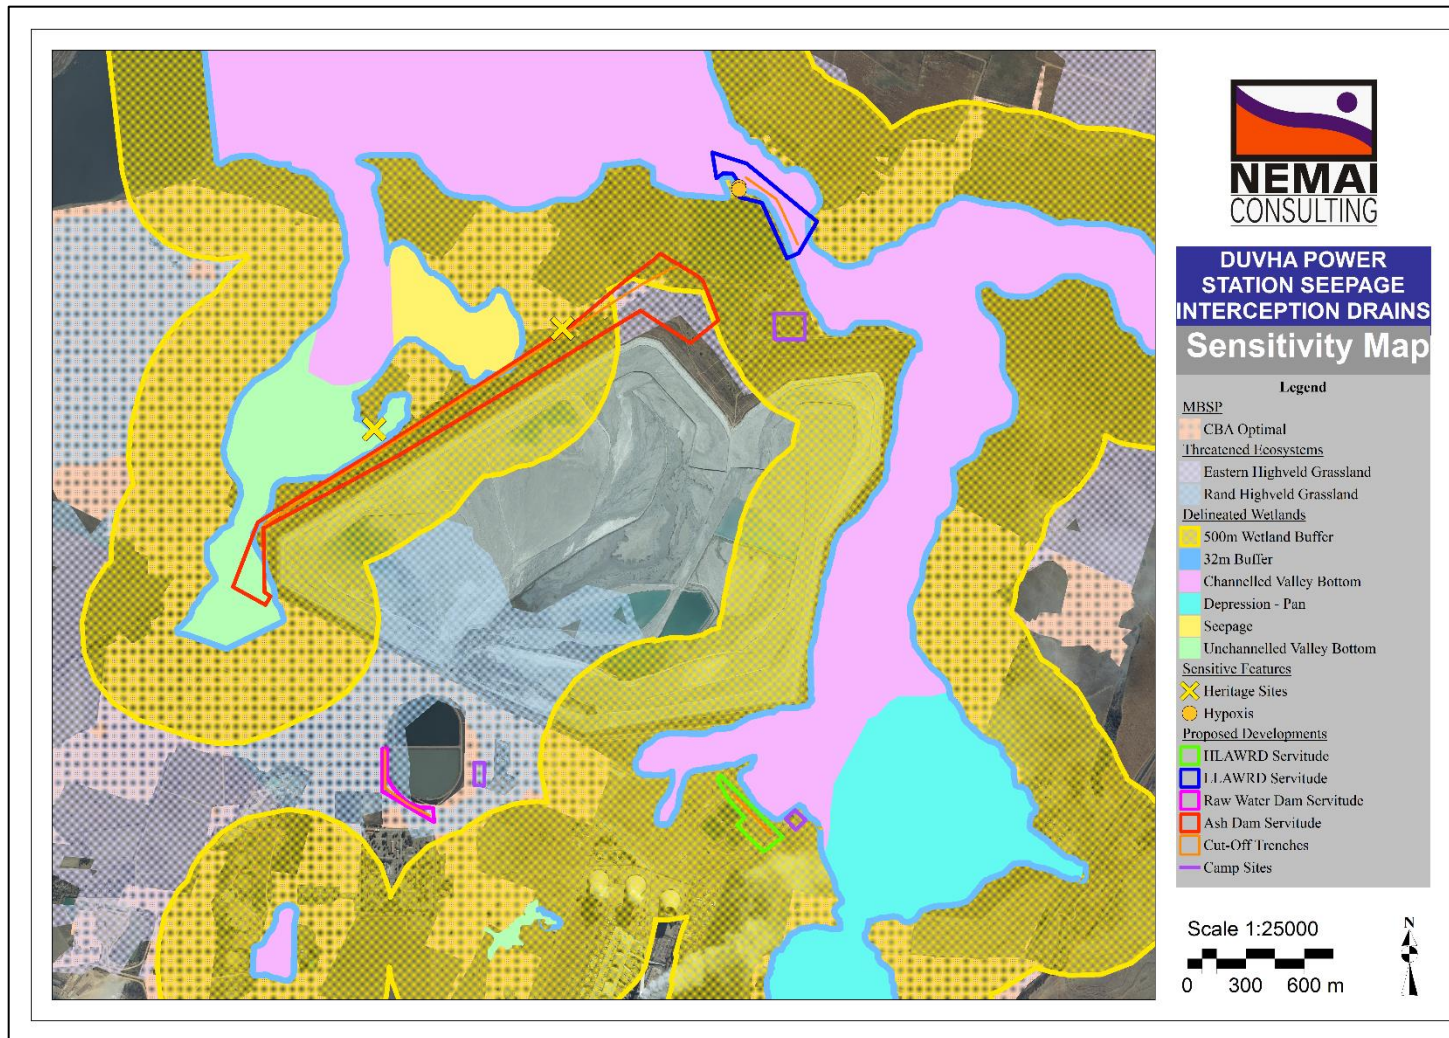 NEMAI
CONSULTING
DUVHA POWER
STATION SEEPAGE
INTERCEPTION DRAINS
Sensitivity Map
Legend
MBSP
CBA Optimal
Threatened Ecosystems
Eastern Highveld Grassland
Rand Highveld Grassland
Delineated Wetlands
500m Wetland Buffer
32m Buffer
Channelled Valley Bottom
Depression - Pan
Seepage
Unchannelled Valley Bottom
Sensitive Features
Heritage Sites
Hypoxis
Proposed Developments
HLAWRD Servitude
LLAWRD Servitude
Raw Water Dam Servitude
Ash Dam Servitude
Cut-Off Trenches
Camp Sites
Scale 1:25000
N
0 300 600 m